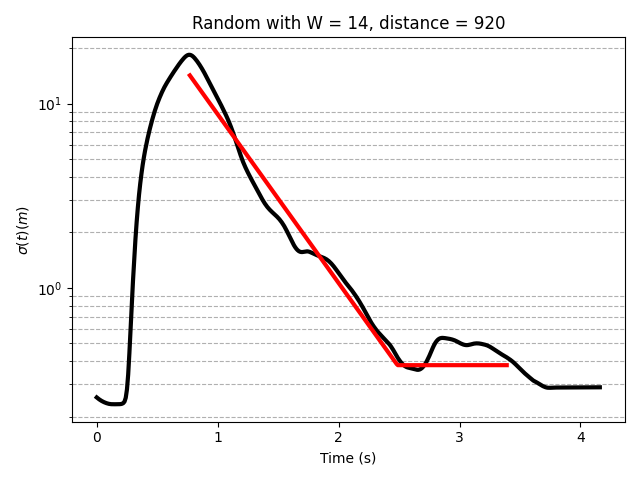 Random with W = 14, distance = 920
10¹
10⁰
σ(t)(m)
0 1 2 3 4
Time (s)